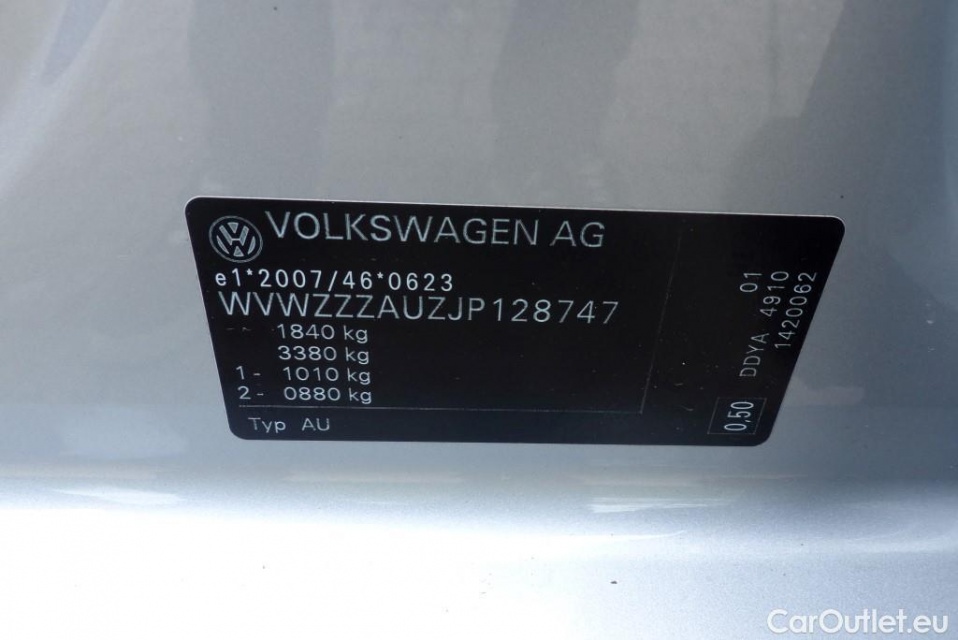 VOLKSWAGEN AG
e1*2007/46*0623
WVWZZZAUZJP128747
1840 kg
3380 kg
1 - 1010 kg
2 - 0880 kg
Typ AU
01
DDYA 4910
1420062
0,50
CarOutlet.eu